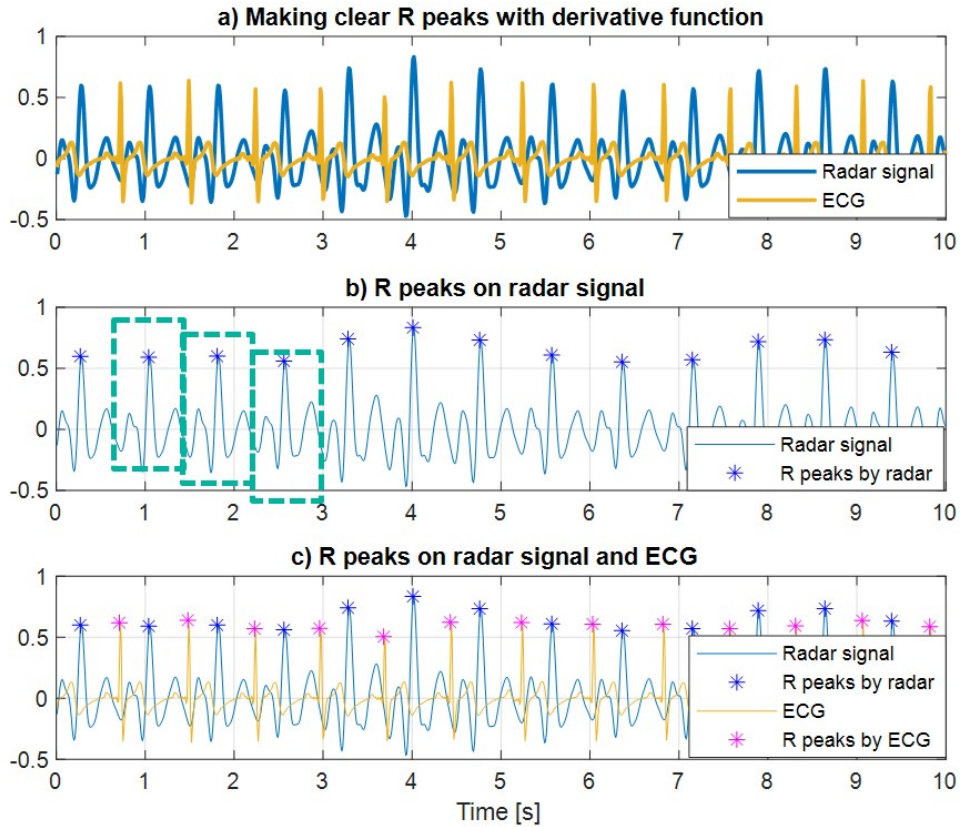 a) Making clear R peaks with derivative function
1
0.5
0
-0.5
Radar signal
ECG
0 1 2 3 4 5 6 7 8 9 10
b) R peaks on radar signal
1
0.5
0
-0.5
Radar signal
R peaks by radar
0 1 2 3 4 5 6 7 8 9 10
c) R peaks on radar signal and ECG
1
0.5
0
-0.5
Radar signal
R peaks by radar
ECG
R peaks by ECG
0 1 2 3 4 5 6 7 8 9 10
Time [s]